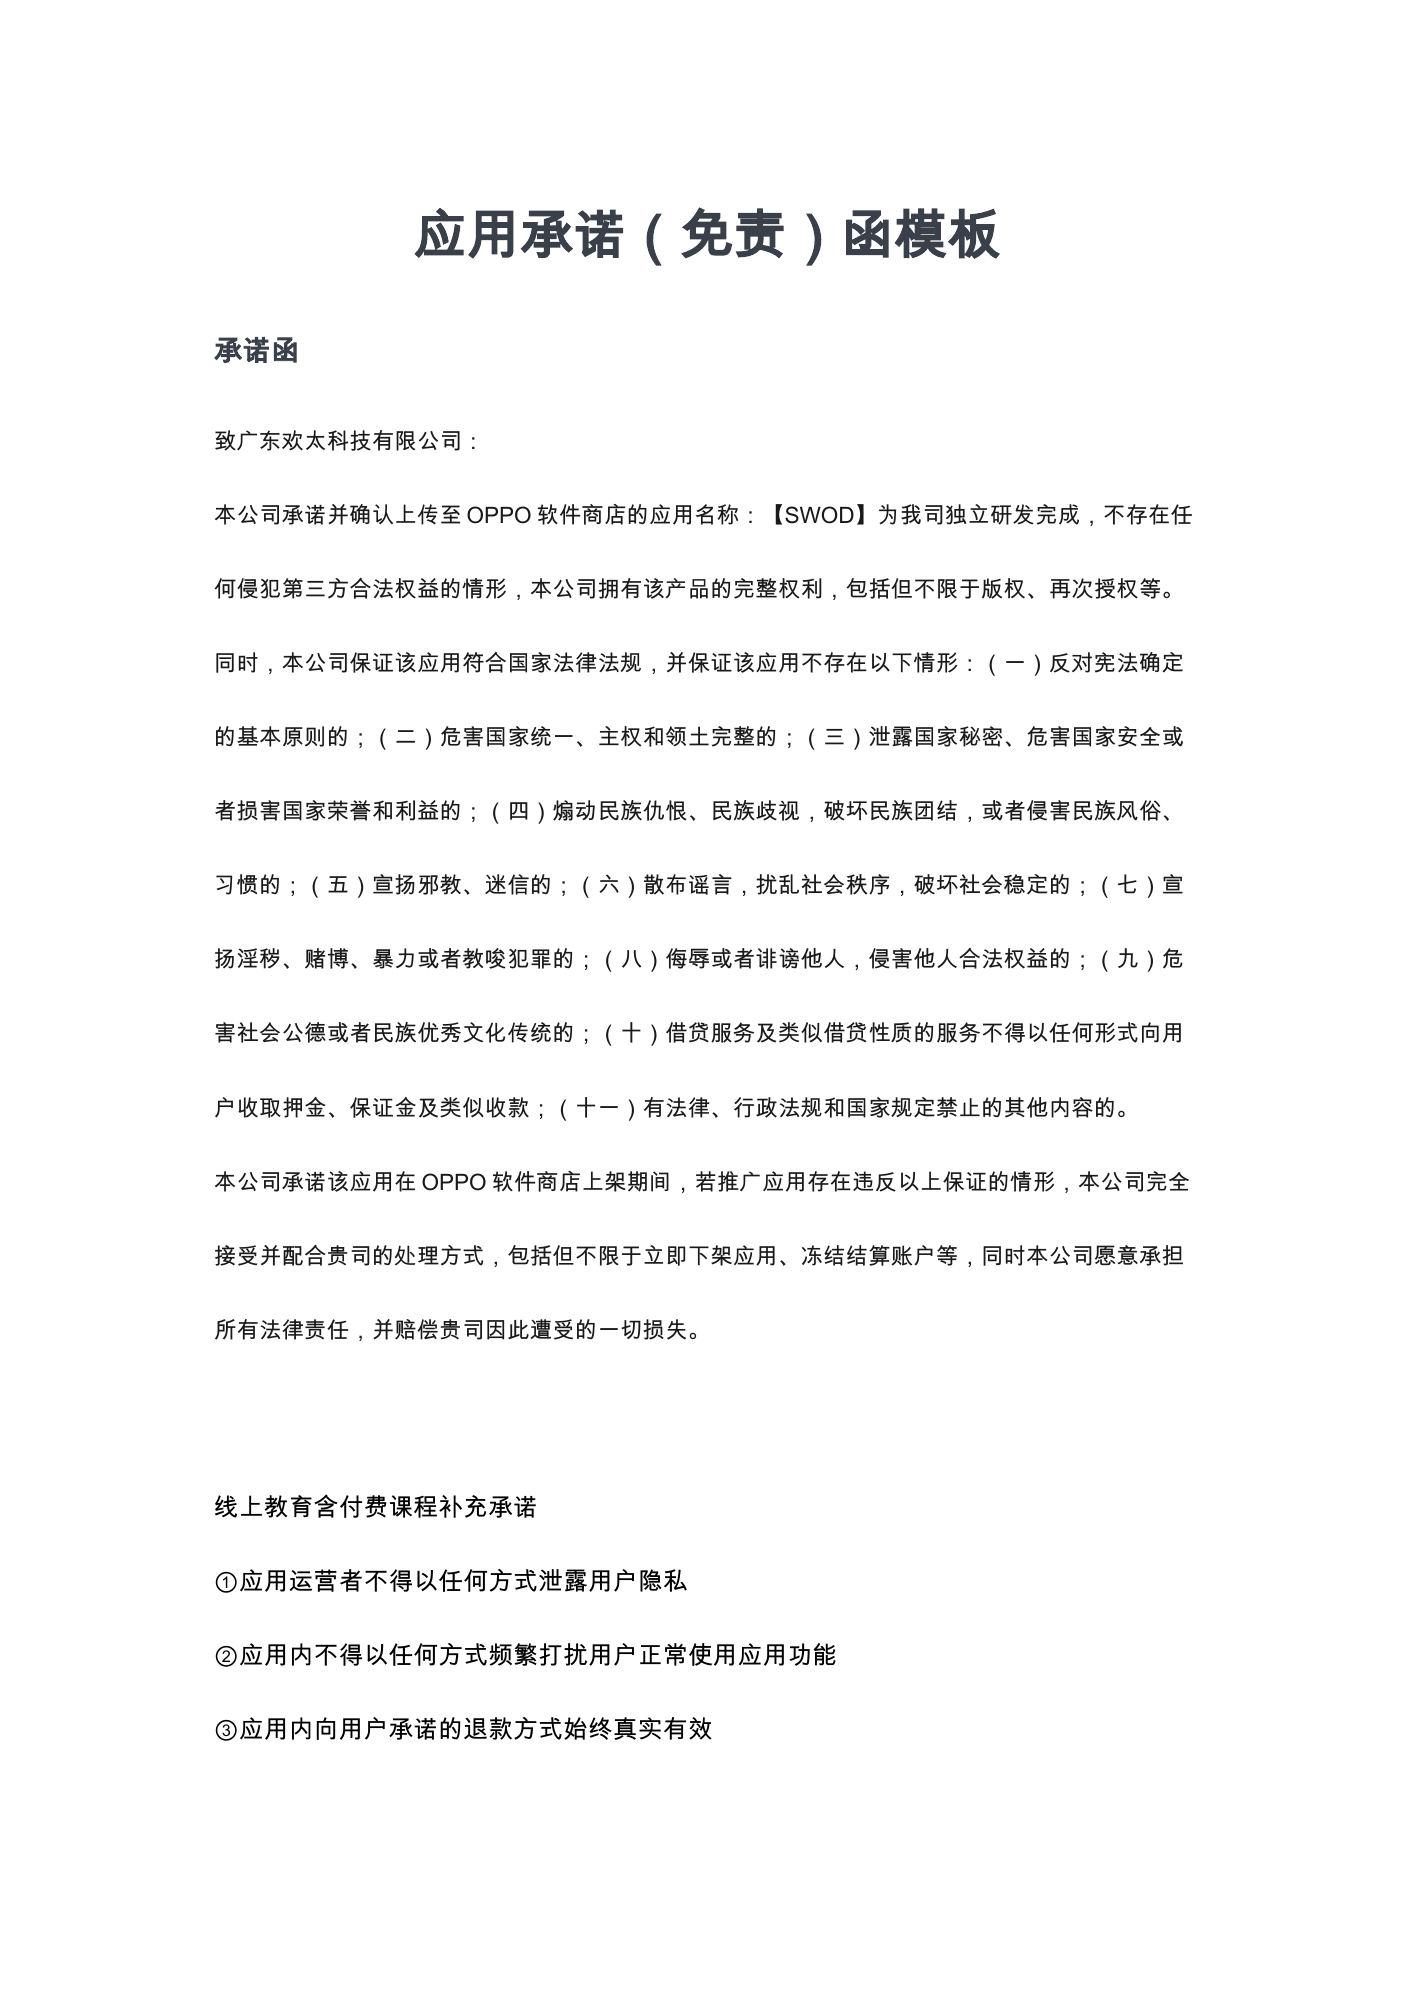 应用承诺（免责）函模板
承诺函
致广东欢太科技有限公司：
本公司承诺并确认上传至 OPPO 软件商店的应用名称：【SWOD】为我司独立研发完成，不存在任
何侵犯第三方合法权益的情形，本公司拥有该产品的完整权利，包括但不限于版权、再次授权等。
同时，本公司保证该应用符合国家法律法规，并保证该应用不存在以下情形：（一）反对宪法确定
的基本原则的；（二）危害国家统一、主权和领土完整的；（三）泄露国家秘密、危害国家安全或
者损害国家荣誉和利益的；（四）煽动民族仇恨、民族歧视，破坏民族团结，或者侵害民族风俗、
习惯的；（五）宣扬邪教、迷信的；（六）散布谣言，扰乱社会秩序，破坏社会稳定的；（七）宣
扬淫秽、赌博、暴力或者教唆犯罪的；（八）侮辱或者诽谤他人，侵害他人合法权益的；（九）危
害社会公德或者民族优秀文化传统的；（十）借贷服务及类似借贷性质的服务不得以任何形式向用
户收取押金、保证金及类似收款；（十一）有法律、行政法规和国家规定禁止的其他内容的。
本公司承诺该应用在 OPPO 软件商店上架期间，若推广应用存在违反以上保证的情形，本公司完全
接受并配合贵司的处理方式，包括但不限于立即下架应用、冻结结算账户等，同时本公司愿意承担
所有法律责任，并赔偿贵司因此遭受的一切损失。
线上教育含付费课程补充承诺
①应用运营者不得以任何方式泄露用户隐私
②应用内不得以任何方式频繁打扰用户正常使用应用功能
③应用内向用户承诺的退款方式始终真实有效